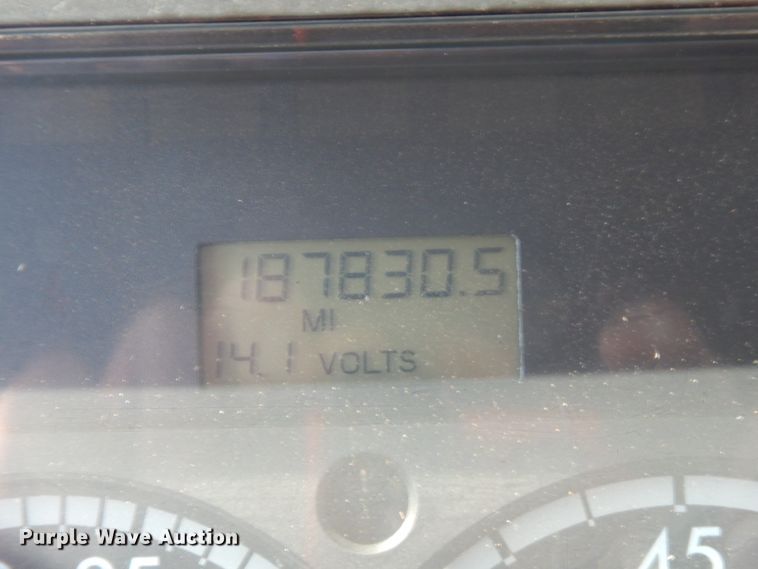 187830.5
MI
14.1 VOLTS
45
Purple Wave Auction